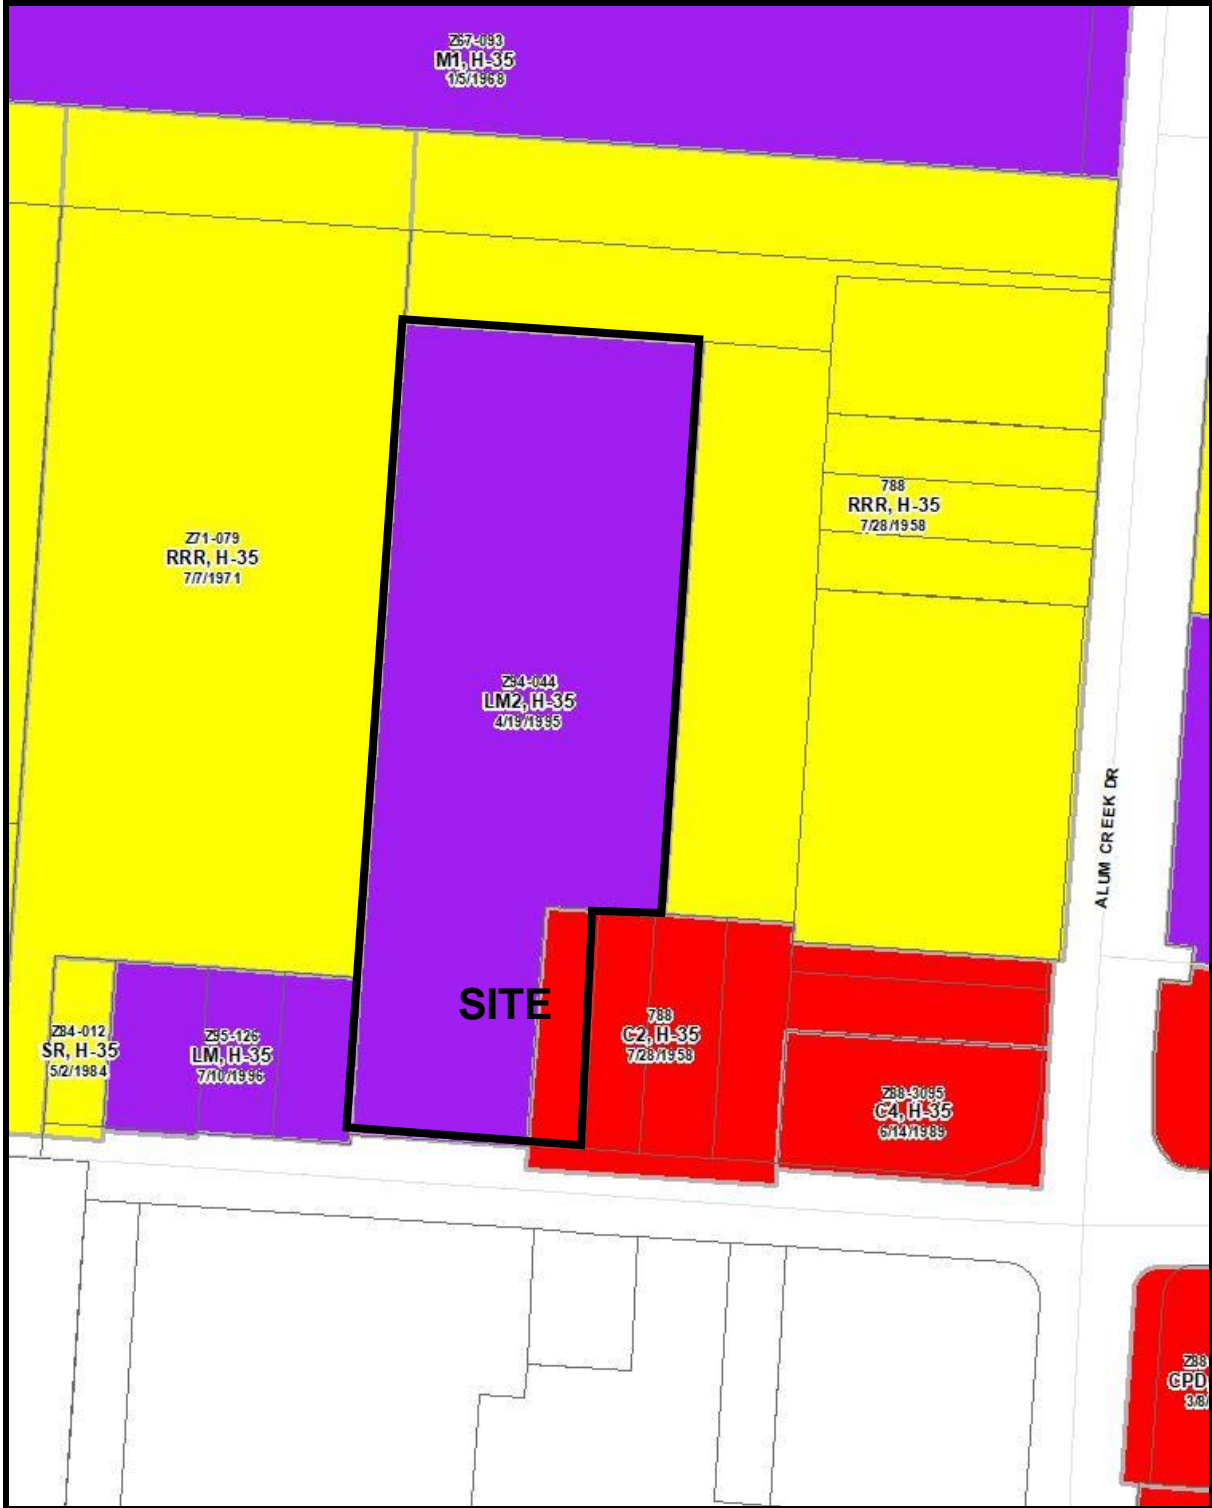 Z67-093
M1, H-35
1/5/1968
788
RRR, H-35
7/28/1958
Z71-079
RRR, H-35
7/7/1971
Z94-044
LM2, H-35
4/19/1995
ALUM CREEK DR
SITE
Z84-012
SR, H-35
5/2/1984
Z95-126
LM, H-35
7/10/1996
788
C2, H-35
7/28/1958
Z88-3095
C4, H-35
6/14/1989
Z88
CPD,
3/8/